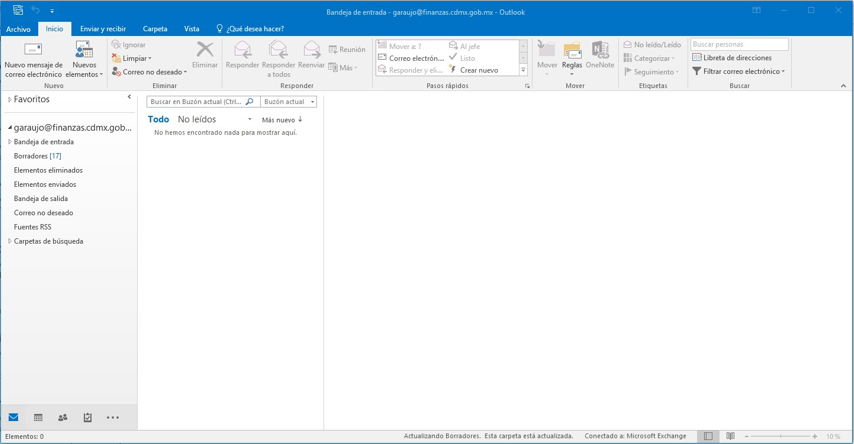 Bandeja de entrada - garaujo@finanzas.cdmx.gob.mx - Outlook
Archivo Inicio Enviar y recibir Carpeta Vista ¿Qué desea hacer?
Nuevo mensaje de correo electrónico
Nuevos elementos
Nuevo
Ignorar
Limpiar
Correo no deseado
Eliminar
Eliminar
Responder
Responder a todos
Reenviar
Reunión
Más
Responder
Mover a: ?
Correo electrón...
Responder y eli...
Al jefe
Listo
Crear nuevo
Pasos rápidos
Mover
Reglas
OneNote
Mover
No leído/Leído
Categorizar
Seguimiento
Etiquetas
Buscar personas
Libreta de direcciones
Filtrar correo electrónico
Buscar
Favoritos
garaujo@finanzas.cdmx.gob...
Bandeja de entrada
Borradores [17]
Elementos eliminados
Elementos enviados
Bandeja de salida
Correo no deseado
Fuentes RSS
Carpetas de búsqueda
Buscar en Buzón actual (Ctrl... Buzón actual
Todo No leídos Más nuevo
No hemos encontrado nada para mostrar aquí.
Elementos: 0 Actualizando Borradores. Esta carpeta está actualizada. Conectado a: Microsoft Exchange 10 %